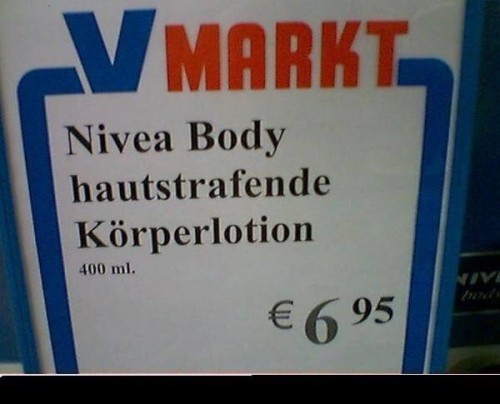 V MARKT
Nivea Body
hautstrafende
Körperlotion
400 ml.
€ 6 95